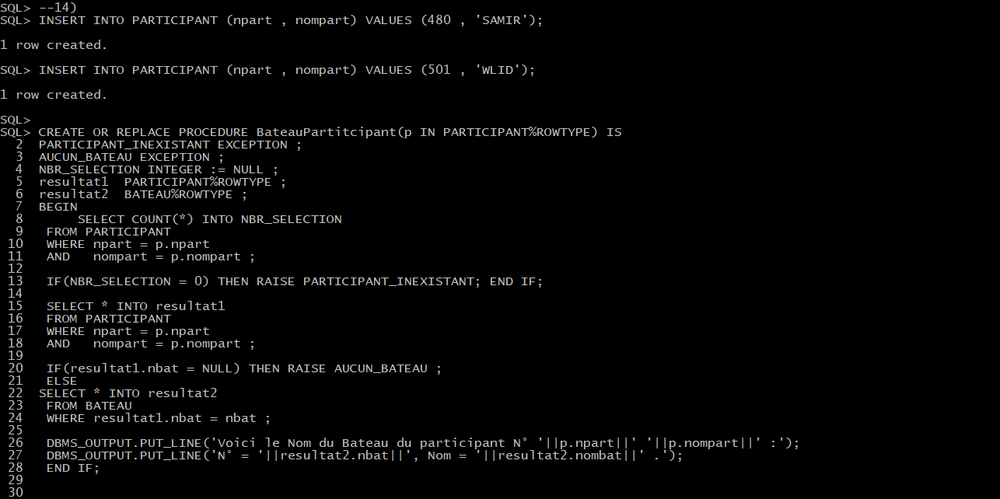 SQL> --14)
SQL> INSERT INTO PARTICIPANT (npart , nompart) VALUES (480 , 'SAMIR');
1 row created.
SQL> INSERT INTO PARTICIPANT (npart , nompart) VALUES (501 , 'WLID');
1 row created.
SQL>
SQL> CREATE OR REPLACE PROCEDURE BateauPartitcipant(p IN PARTICIPANT%ROWTYPE) IS
2 PARTICIPANT_INEXISTANT EXCEPTION ;
3 AUCUN_BATEAU EXCEPTION ;
4 NBR_SELECTION INTEGER := NULL ;
5 resultat1 PARTICIPANT%ROWTYPE ;
6 resultat2 BATEAU%ROWTYPE ;
7 BEGIN
8 SELECT COUNT(*) INTO NBR_SELECTION
9 FROM PARTICIPANT
10 WHERE npart = p.npart
11 AND nompart = p.nompart ;
12
13 IF(NBR_SELECTION = 0) THEN RAISE PARTICIPANT_INEXISTANT; END IF;
14
15 SELECT * INTO resultat1
16 FROM PARTICIPANT
17 WHERE npart = p.npart
18 AND nompart = p.nompart ;
19
20 IF(resultat1.nbat = NULL) THEN RAISE AUCUN_BATEAU ;
21 ELSE
22 SELECT * INTO resultat2
23 FROM BATEAU
24 WHERE resultat1.nbat = nbat ;
25
26 DBMS_OUTPUT.PUT_LINE('Voici le Nom du Bateau du participant N° '||p.npart||' '||p.nompart||' :');
27 DBMS_OUTPUT.PUT_LINE('N° = '||resultat2.nbat||', Nom = '||resultat2.nombat||' .');
28 END IF;
29
30